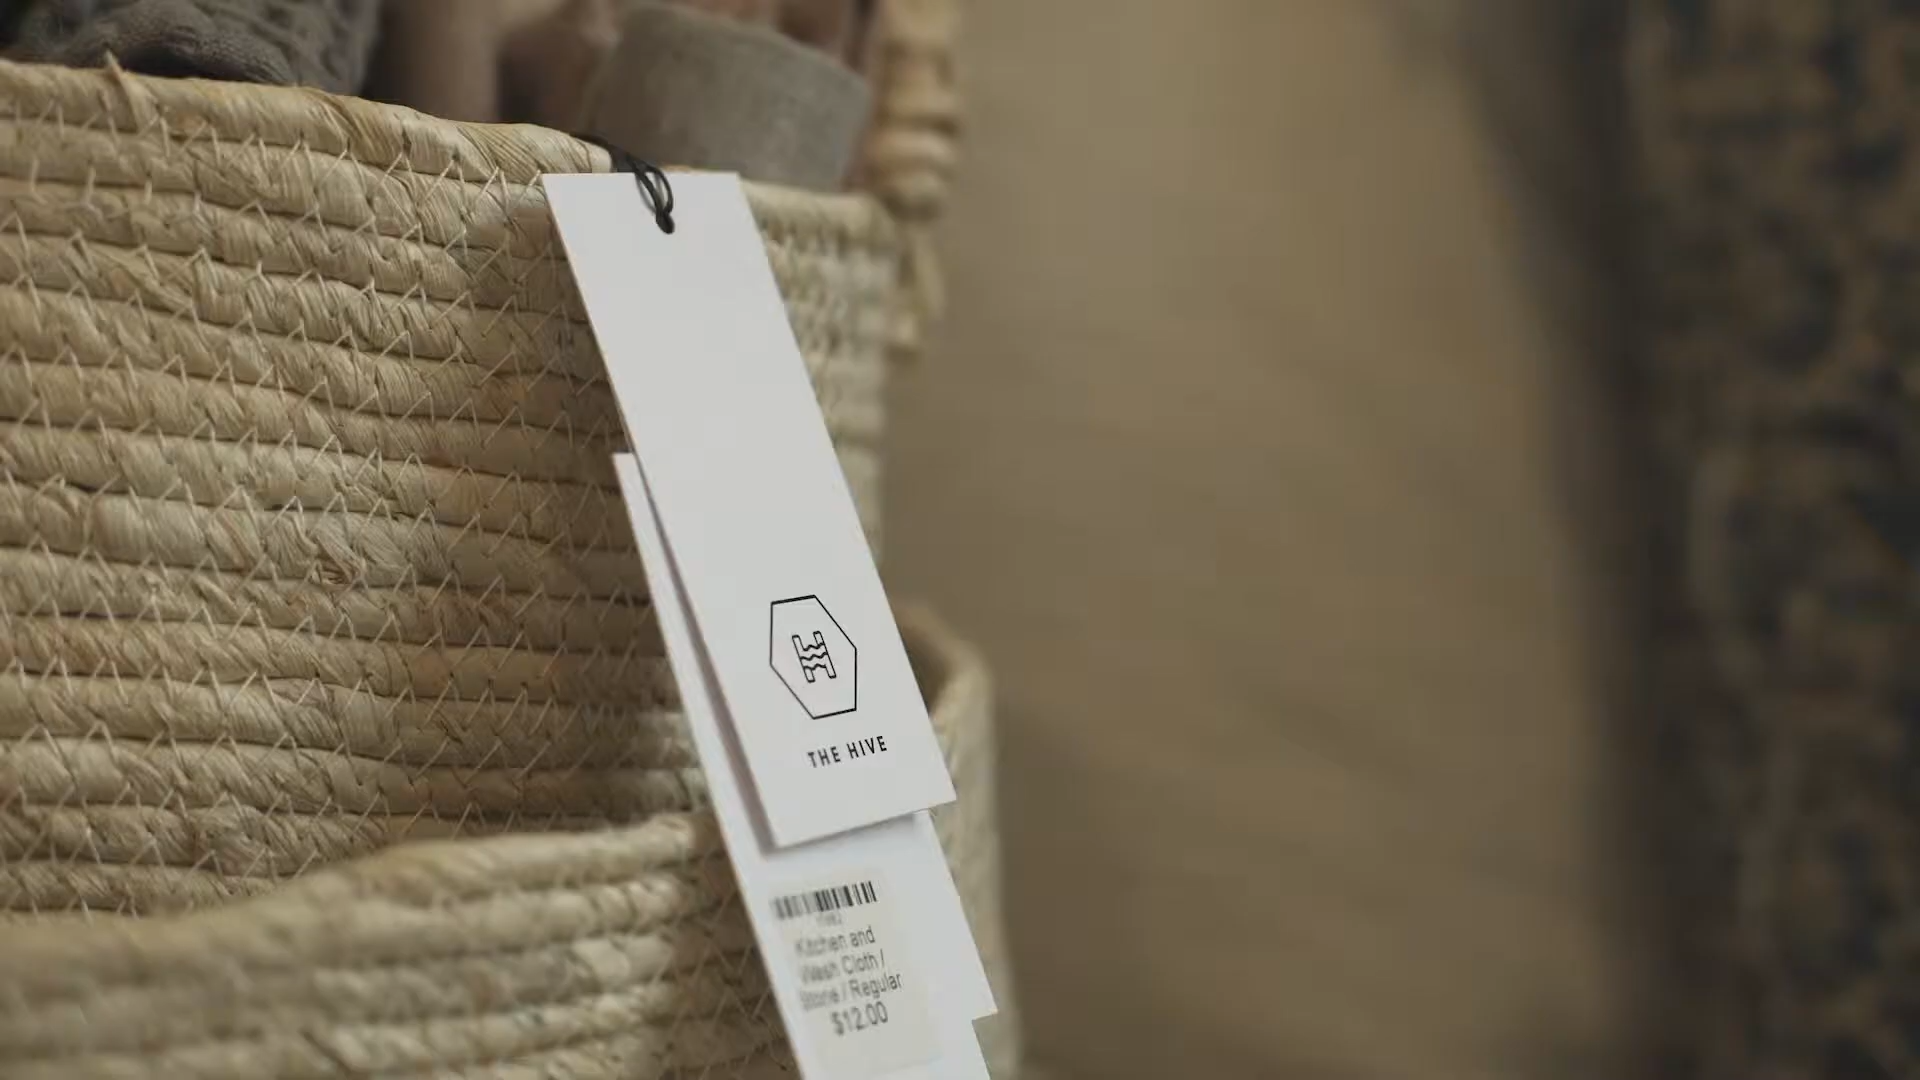 THE HIVE
Kitchen and
Wash Cloth /
Stone / Regular
$12.00